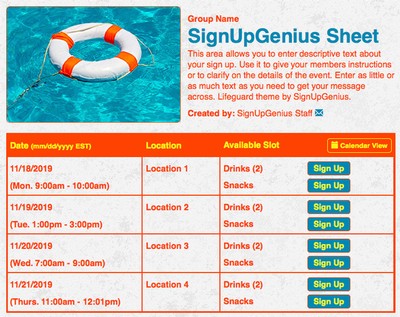 Group Name
SignUpGenius Sheet
This area allows you to enter descriptive text about
your sign up. Use it to give your members instructions
or to clarify on the details of the event. Enter as little or
as much text as you need to get your message
across. Lifeguard theme by SignUpGenius.
Created by: SignUpGenius Staff
Date (mm/dd/yyyy EST) Location Available Slot Calendar View
11/18/2019 Location 1 Drinks (2) Sign Up
(Mon. 9:00am - 10:00am) Snacks Sign Up
11/19/2019 Location 2 Drinks (2) Sign Up
(Tue. 1:00pm - 3:00pm) Snacks Sign Up
11/20/2019 Location 3 Drinks (2) Sign Up
(Wed. 7:00am - 9:00am) Snacks Sign Up
11/21/2019 Location 4 Drinks (2) Sign Up
(Thurs. 11:00am - 12:01pm) Snacks Sign Up